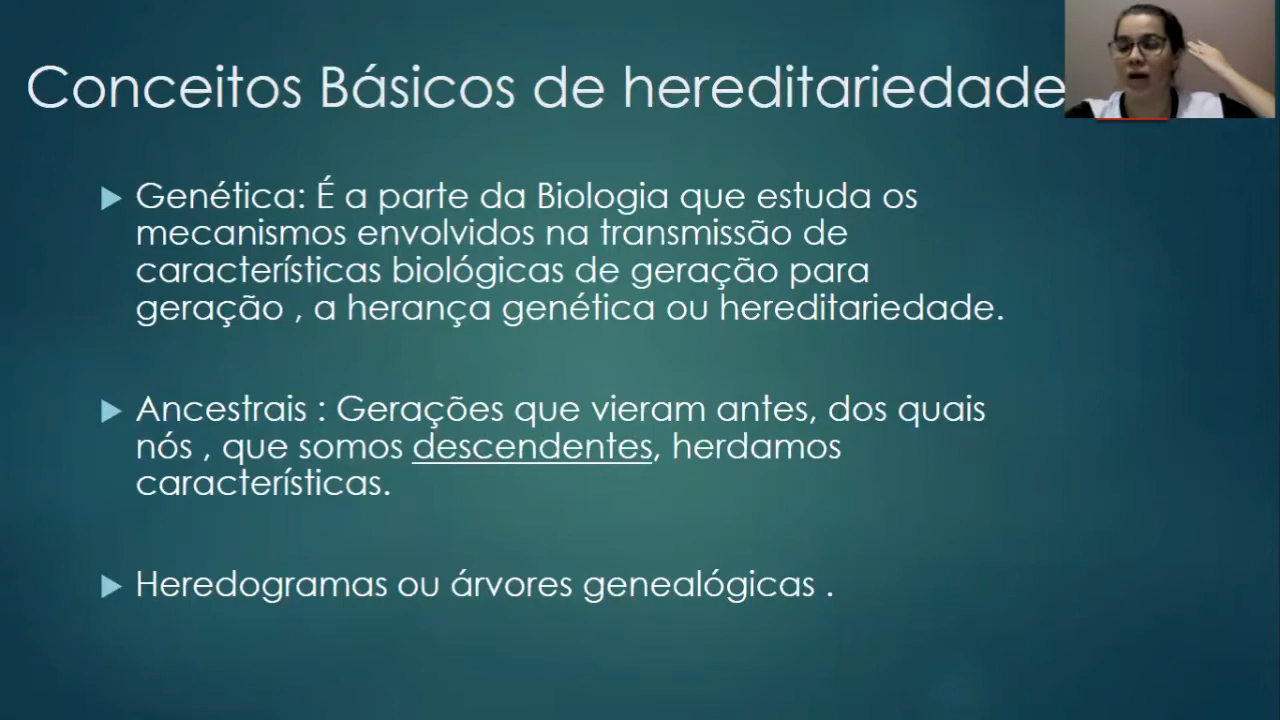 Conceitos Básicos de hereditariedade
Genética: É a parte da Biologia que estuda os
mecanismos envolvidos na transmissão de
características biológicas de geração para
geração , a herança genética ou hereditariedade.
Ancestrais : Gerações que vieram antes, dos quais
nós , que somos descendentes, herdamos
características.
Heredogramas ou árvores genealógicas .